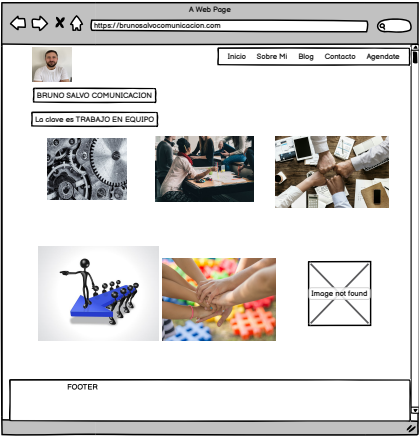 A Web Page
https://brunosalvocomunicacion.com
Inicio Sobre Mi Blog Contacto Agendate
BRUNO SALVO COMUNICACION
La clave es TRABAJO EN EQUIPO
Image not found
FOOTER